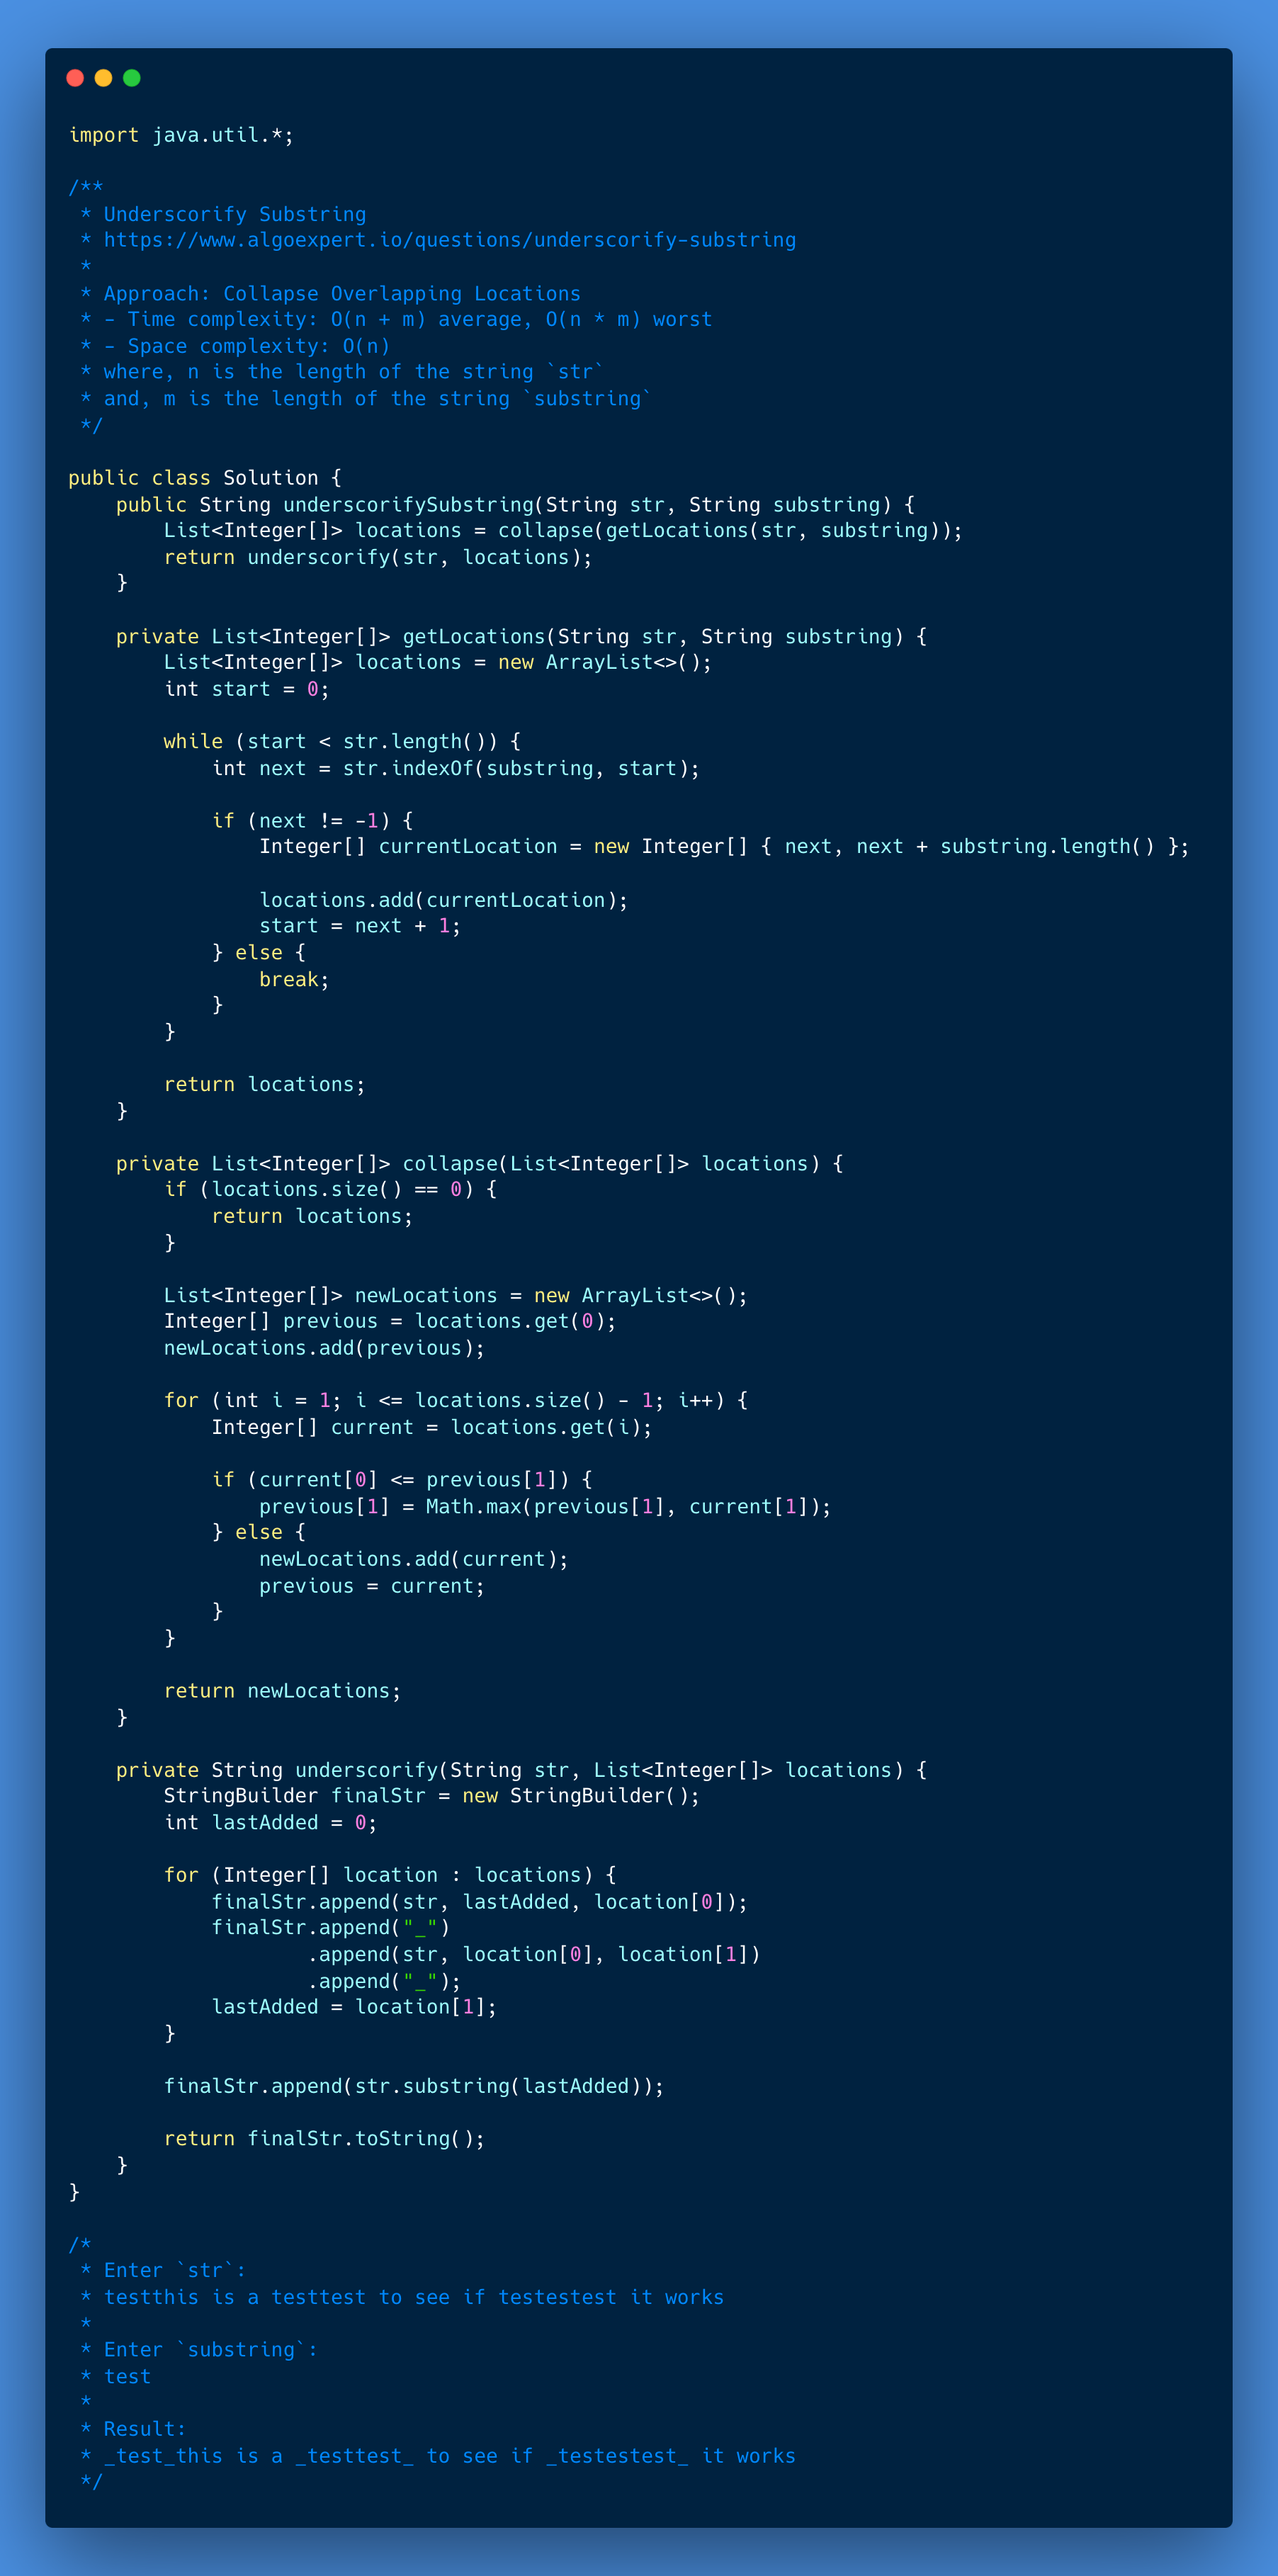 import java.util.*;

/**
 * Underscorify Substring
 * https://www.algoexpert.io/questions/underscorify-substring
 *
 * Approach: Collapse Overlapping Locations
 * - Time complexity: O(n + m) average, O(n * m) worst
 * - Space complexity: O(n)
 * where, n is the length of the string `str`
 * and, m is the length of the string `substring`
 */

public class Solution {
    public String underscorifySubstring(String str, String substring) {
        List<Integer[]> locations = collapse(getLocations(str, substring));
        return underscorify(str, locations);
    }

    private List<Integer[]> getLocations(String str, String substring) {
        List<Integer[]> locations = new ArrayList<>();
        int start = 0;

        while (start < str.length()) {
            int next = str.indexOf(substring, start);

            if (next != -1) {
                Integer[] currentLocation = new Integer[] { next, next + substring.length() };

                locations.add(currentLocation);
                start = next + 1;
            } else {
                break;
            }
        }

        return locations;
    }

    private List<Integer[]> collapse(List<Integer[]> locations) {
        if (locations.size() == 0) {
            return locations;
        }

        List<Integer[]> newLocations = new ArrayList<>();
        Integer[] previous = locations.get(0);
        newLocations.add(previous);

        for (int i = 1; i <= locations.size() - 1; i++) {
            Integer[] current = locations.get(i);

            if (current[0] <= previous[1]) {
                previous[1] = Math.max(previous[1], current[1]);
            } else {
                newLocations.add(current);
                previous = current;
            }
        }

        return newLocations;
    }

    private String underscorify(String str, List<Integer[]> locations) {
        StringBuilder finalStr = new StringBuilder();
        int lastAdded = 0;

        for (Integer[] location : locations) {
            finalStr.append(str, lastAdded, location[0]);
            finalStr.append("_")
                    .append(str, location[0], location[1])
                    .append("_");
            lastAdded = location[1];
        }

        finalStr.append(str.substring(lastAdded));

        return finalStr.toString();
    }
}

/*
 * Enter `str`:
 * testthis is a testtest to see if testestest it works
 *
 * Enter `substring`:
 * test
 *
 * Result:
 * _test_this is a _testtest_ to see if _testestest_ it works
 */